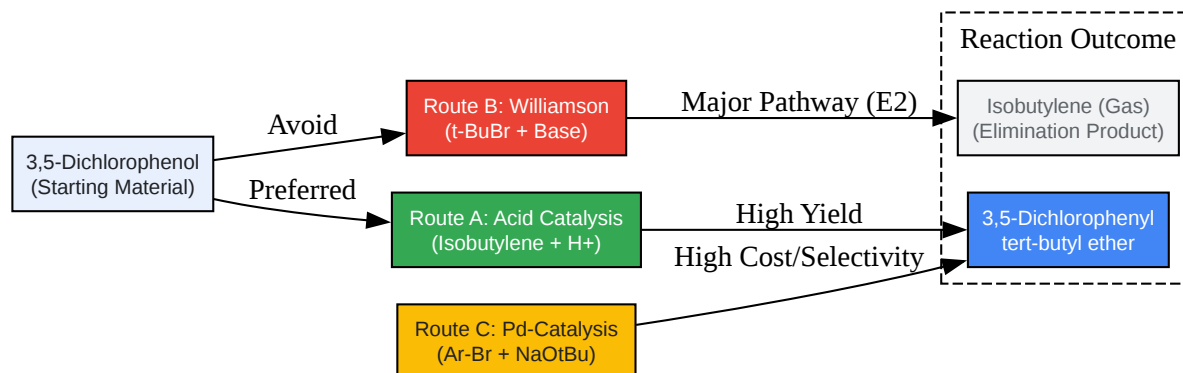 Reaction Outcome
3,5-Dichlorophenol
(Starting Material)
Avoid
Preferred
Route B: Williamson
(t-BuBr + Base)
Major Pathway (E2)
Isobutylene (Gas)
(Elimination Product)
Route A: Acid Catalysis
(Isobutylene + H+)
High Yield
3,5-Dichlorophenyl
tert-butyl ether
High Cost/Selectivity
Route C: Pd-Catalysis
(Ar-Br + NaOtBu)